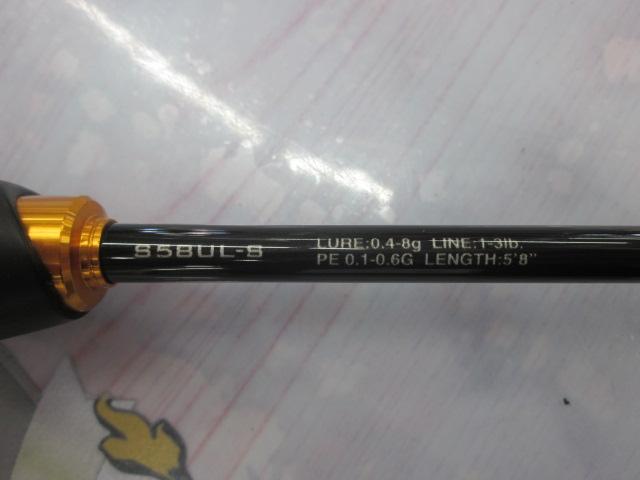 S58UL-S
LURE:0.4-8g LINE:1-3lb.
PE 0.1-0.6G LENGTH:5'8"